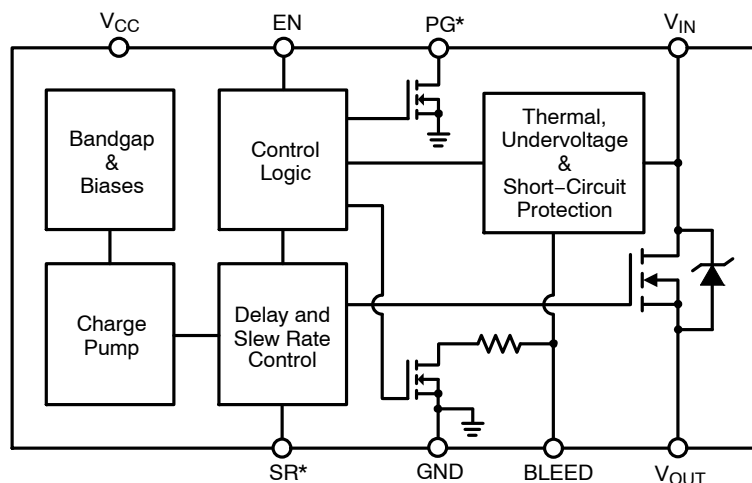 VCC
EN
PG*
VIN
Bandgap
&
Biases
Control
Logic
Thermal,
Undervoltage
&
Short−Circuit
Protection
Charge
Pump
Delay and
Slew Rate
Control
SR*
GND
BLEED
VOUT